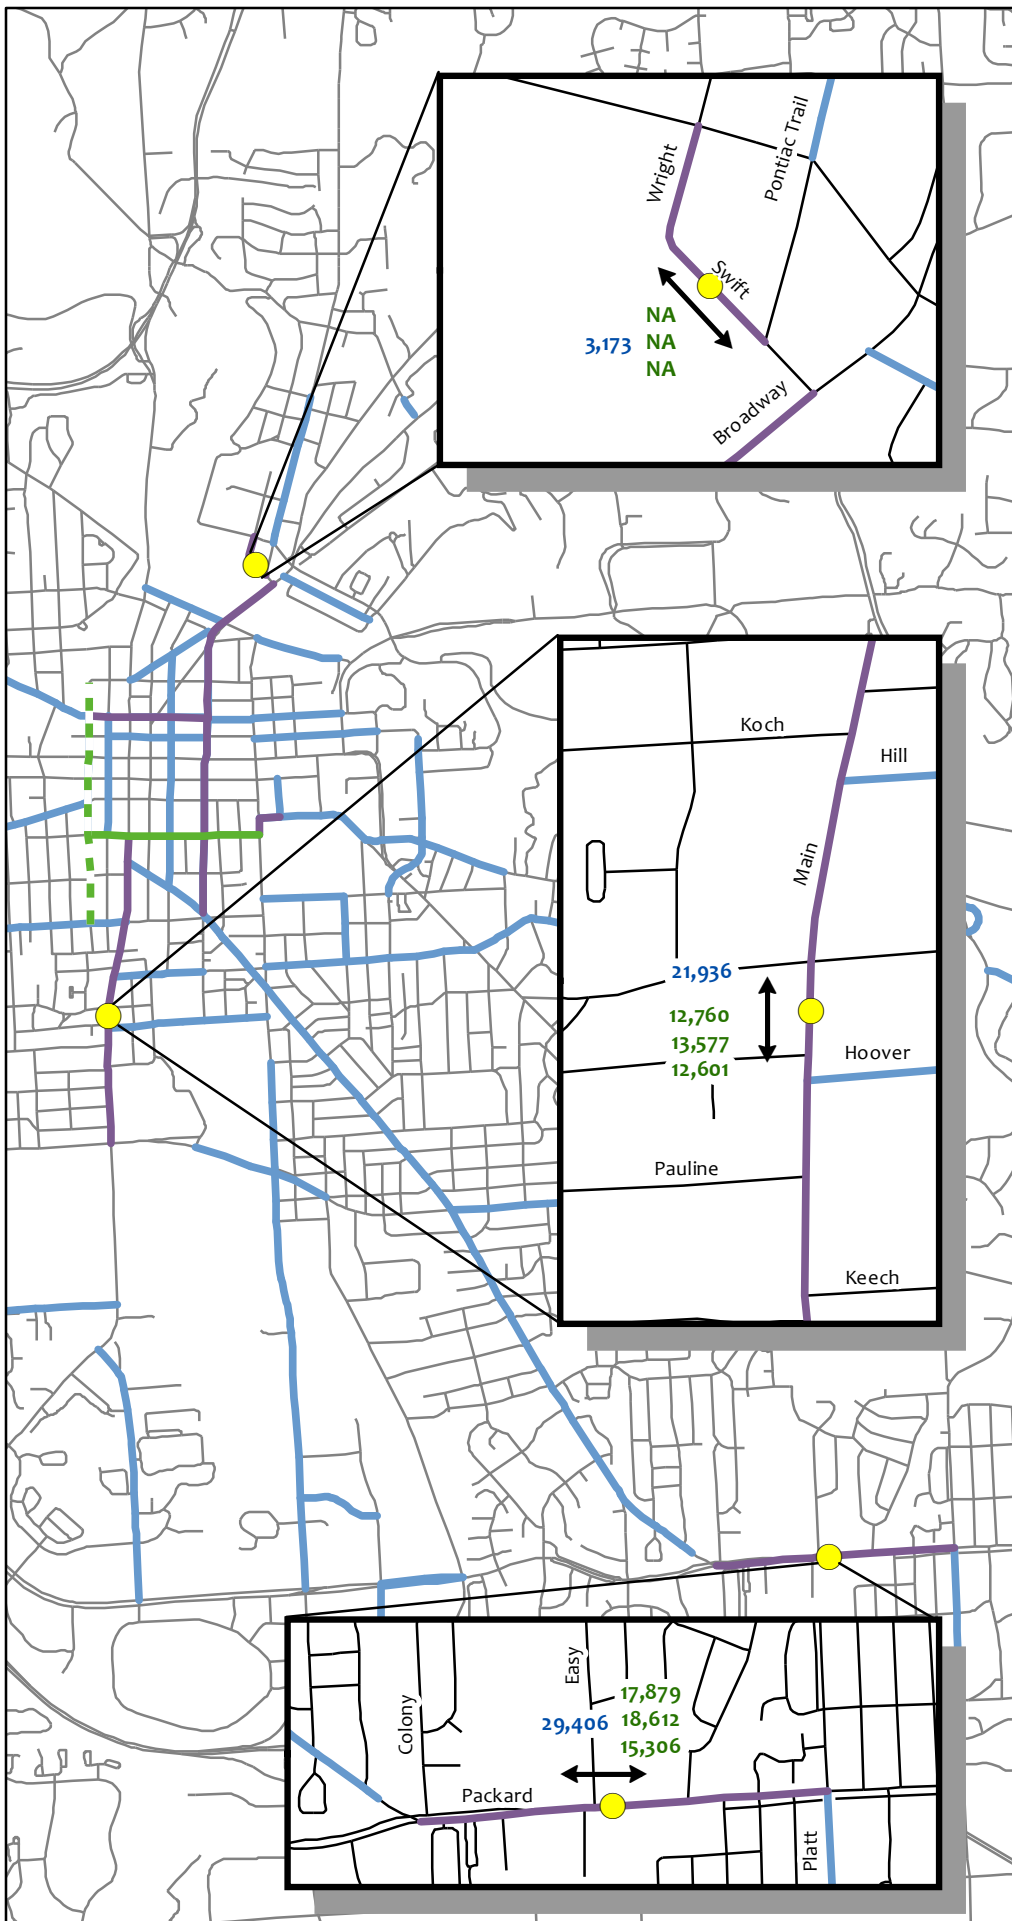 Pontiac Trail
Wright
Swift
NA
3,173
NA
NA
Broadway
Koch
Hill
Main
21,936
12,760
13,577
12,601
Hoover
Pauline
Keech
Easy
Colony
17,879
29,406
18,612
15,306
Packard
Platt